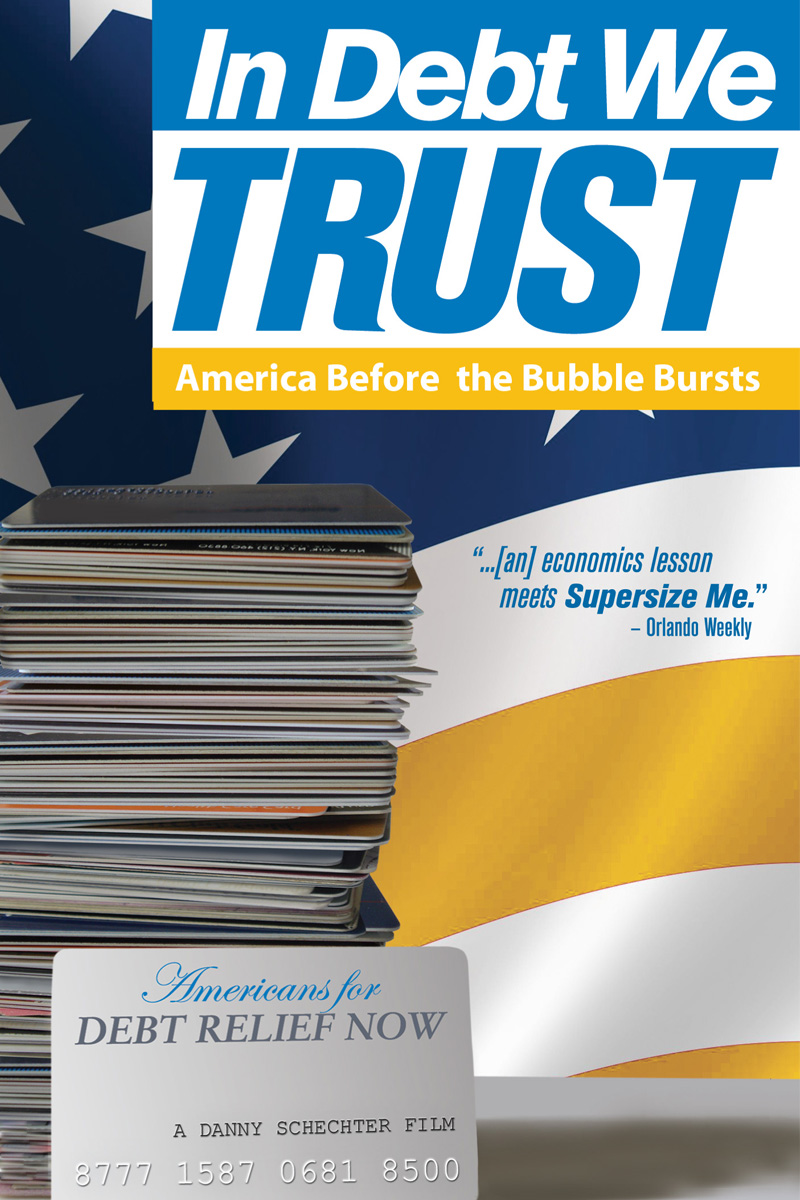 In Debt We
TRUST
America Before the Bubble Bursts
“...[an] economics lesson
meets Supersize Me.”
– Orlando Weekly
Americans for
DEBT RELIEF NOW
A DANNY SCHECHTER FILM
8777 1587 0681 8500